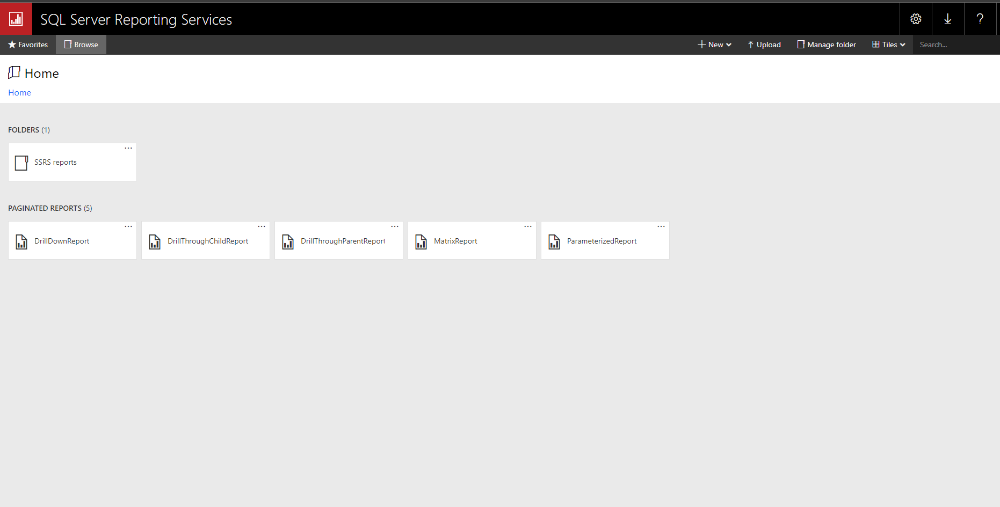 SQL Server Reporting Services
Favorites Browse New Upload Manage folder Tiles Search...
Home
Home
FOLDERS (1)
SSRS reports
PAGINATED REPORTS (5)
DrillDownReport DrillThroughChildReport DrillThroughParentReport MatrixReport ParameterizedReport